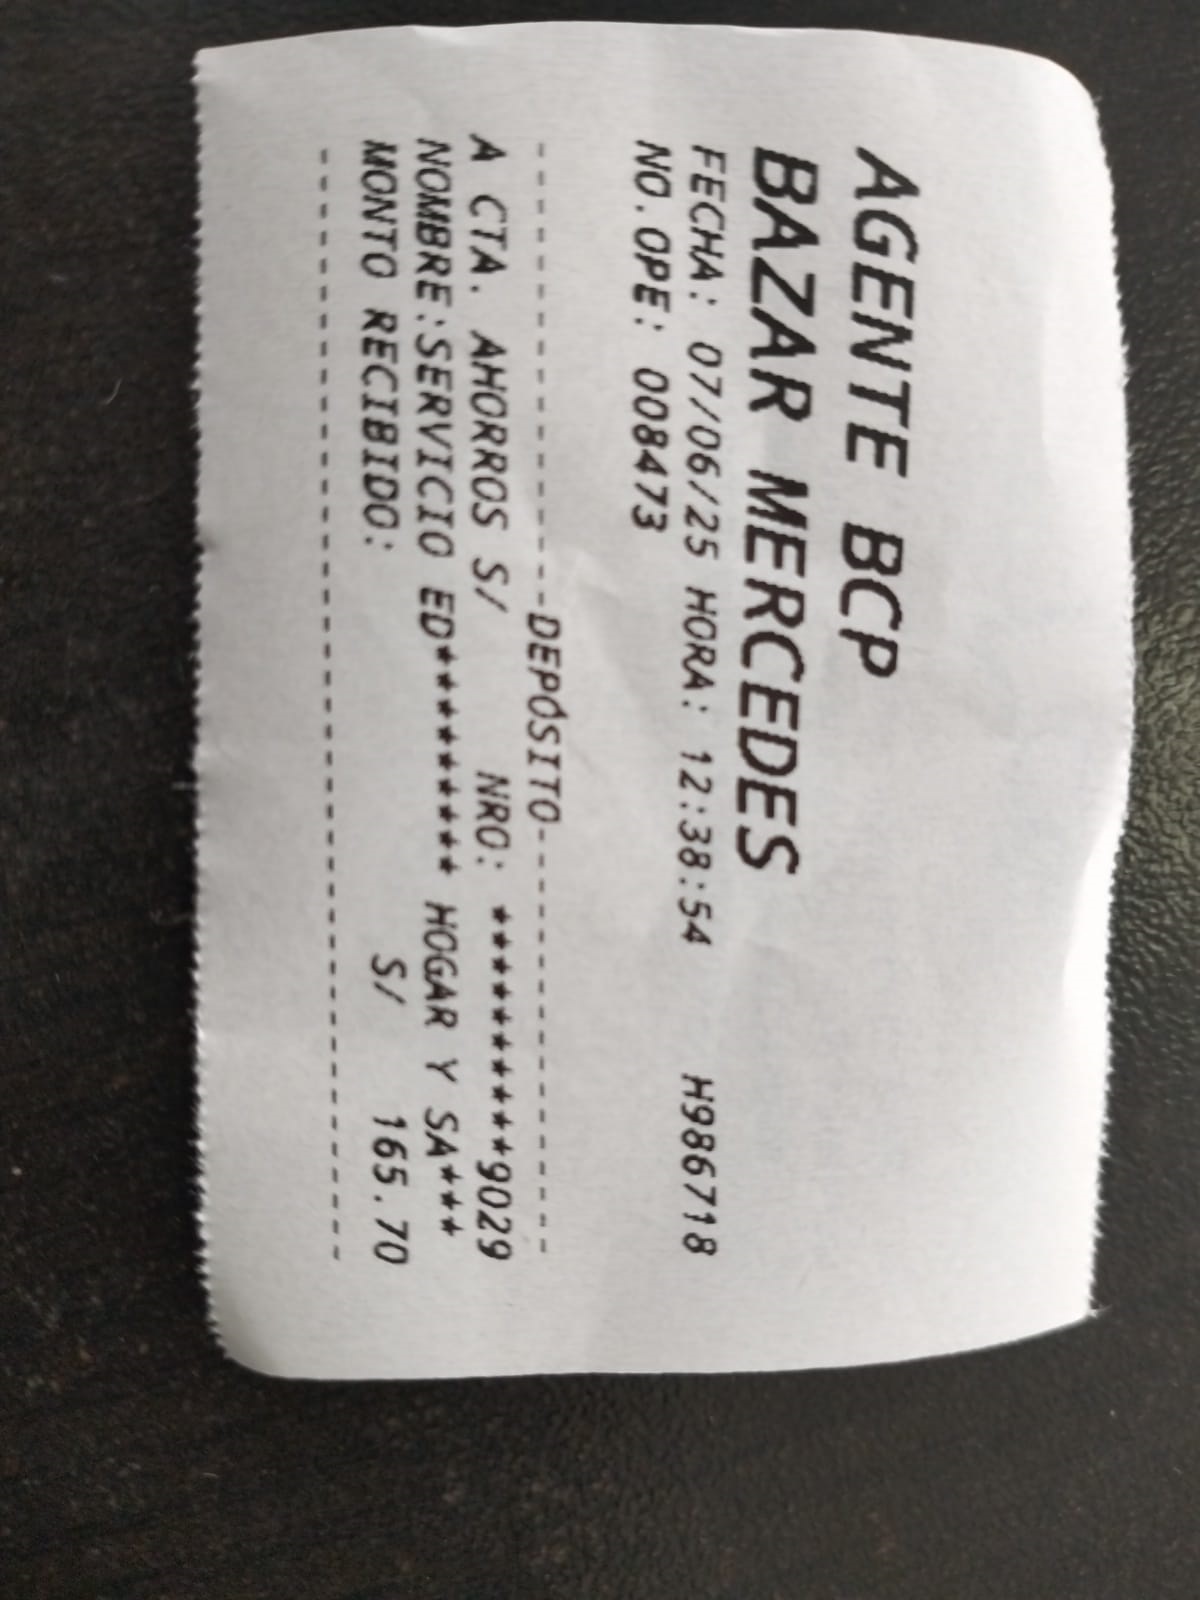 AGENTE BCP
BAZAR MERCEDES
FECHA: 07/06/25 HORA: 12:38:54 H986718
NO.OPE: 008473
--------------------DEPÓSITO--------------------
A CTA. AHORROS S/ NRO: **********9029
NOMBRE:SERVICIO ED********* HOGAR Y SA***
MONTO RECIBIDO: S/ 165.70
------------------------------------------------